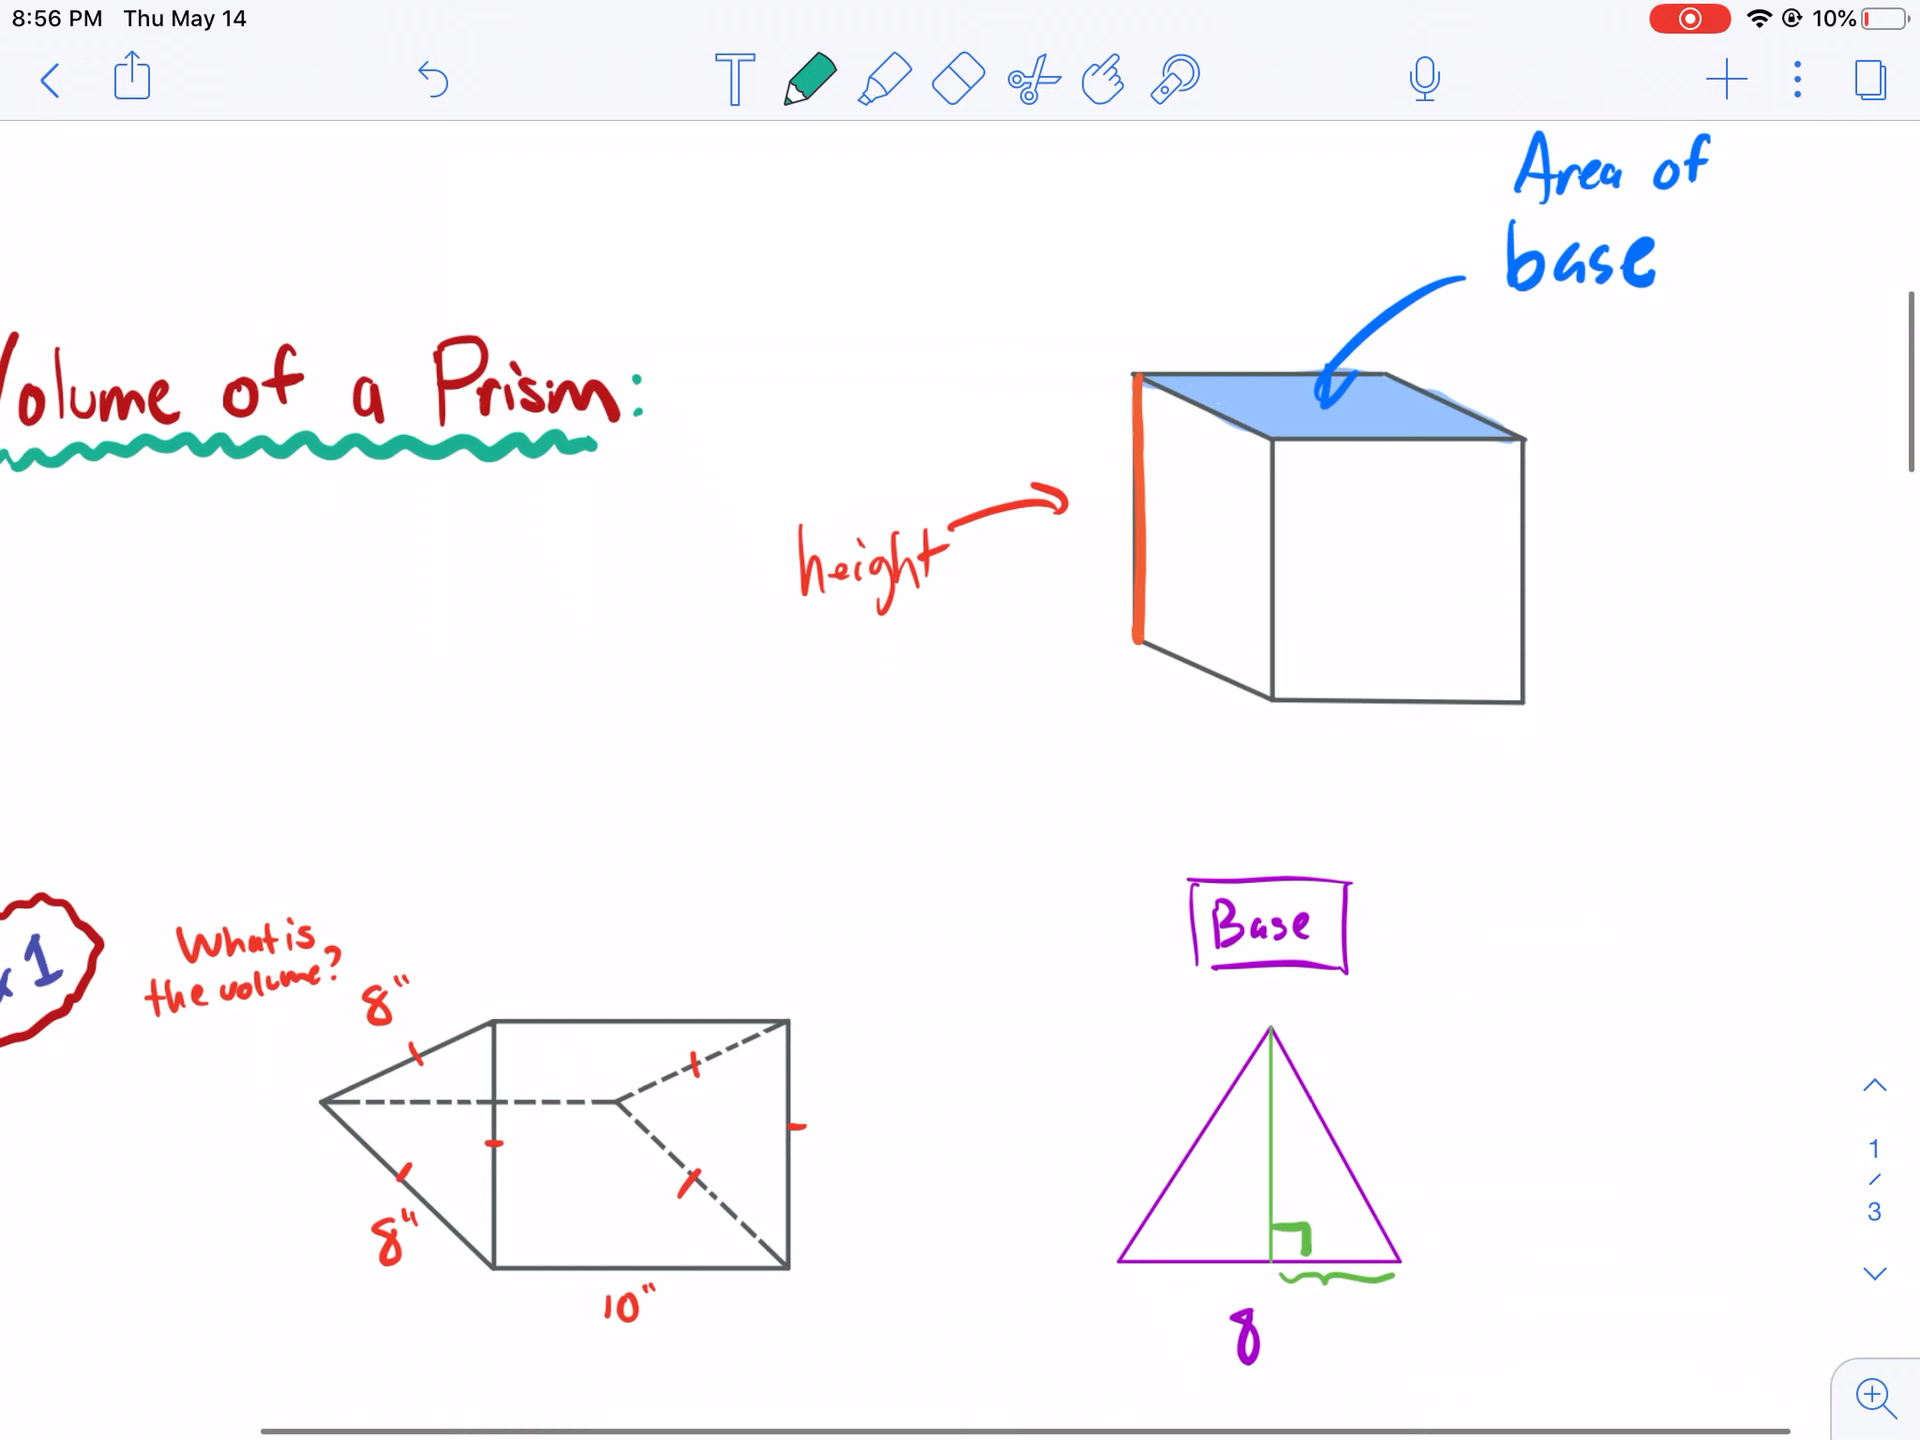 8:56 PM Thu May 14
10%
Area of
base
Volume of a Prism:
height
x 1
What is
the volume?
8"
8"
10"
Base
8
1
/
3